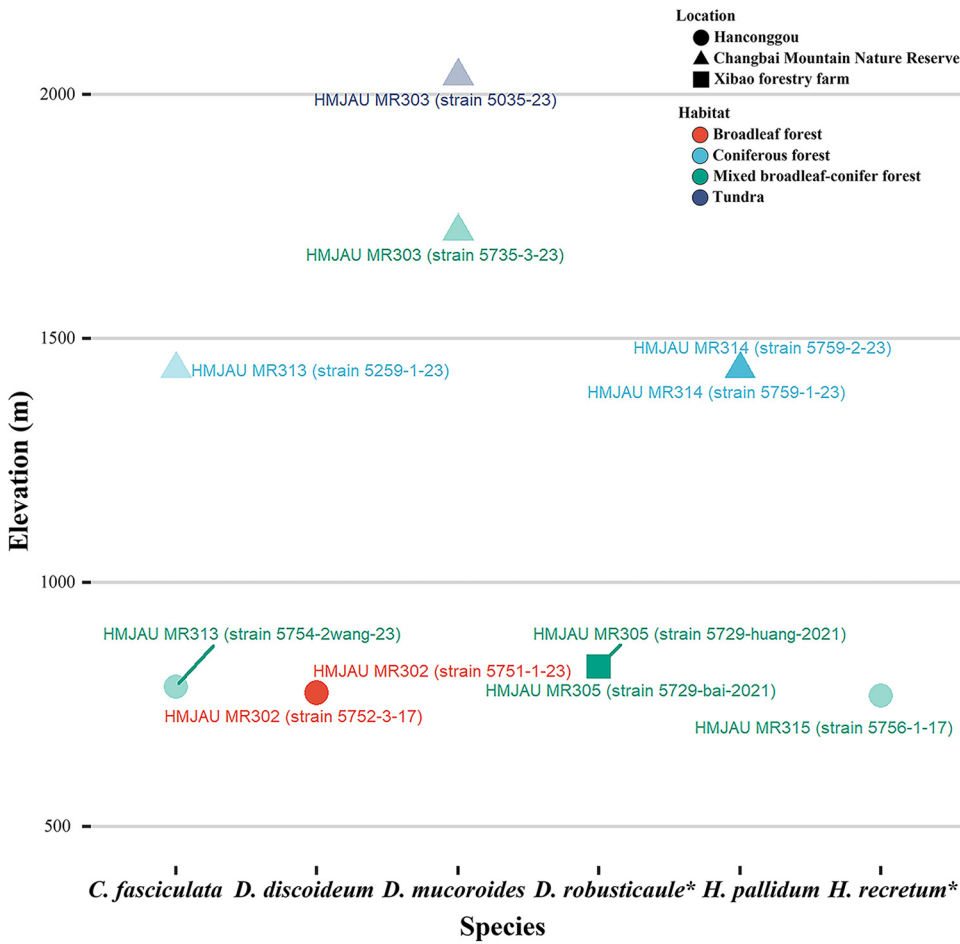 Location
Hanconggou
Changbai Mountain Nature Reserve
Xibao forestry farm
Habitat
Broadleaf forest
Coniferous forest
Mixed broadleaf-conifer forest
Tundra
2000
HMJAU MR303 (strain 5035-23)
HMJAU MR303 (strain 5735-3-23)
1500
HMJAU MR314 (strain 5759-2-23)
HMJAU MR313 (strain 5259-1-23)
HMJAU MR314 (strain 5759-1-23)
Elevation (m)
1000
HMJAU MR313 (strain 5754-2wang-23)
HMJAU MR305 (strain 5729-huang-2021)
HMJAU MR302 (strain 5751-1-23)
HMJAU MR305 (strain 5729-bai-2021)
HMJAU MR302 (strain 5752-3-17)
HMJAU MR315 (strain 5756-1-17)
500
C. fasciculata D. discoideum D. mucoroides D. robusticaule* H. pallidum H. recretum*
Species